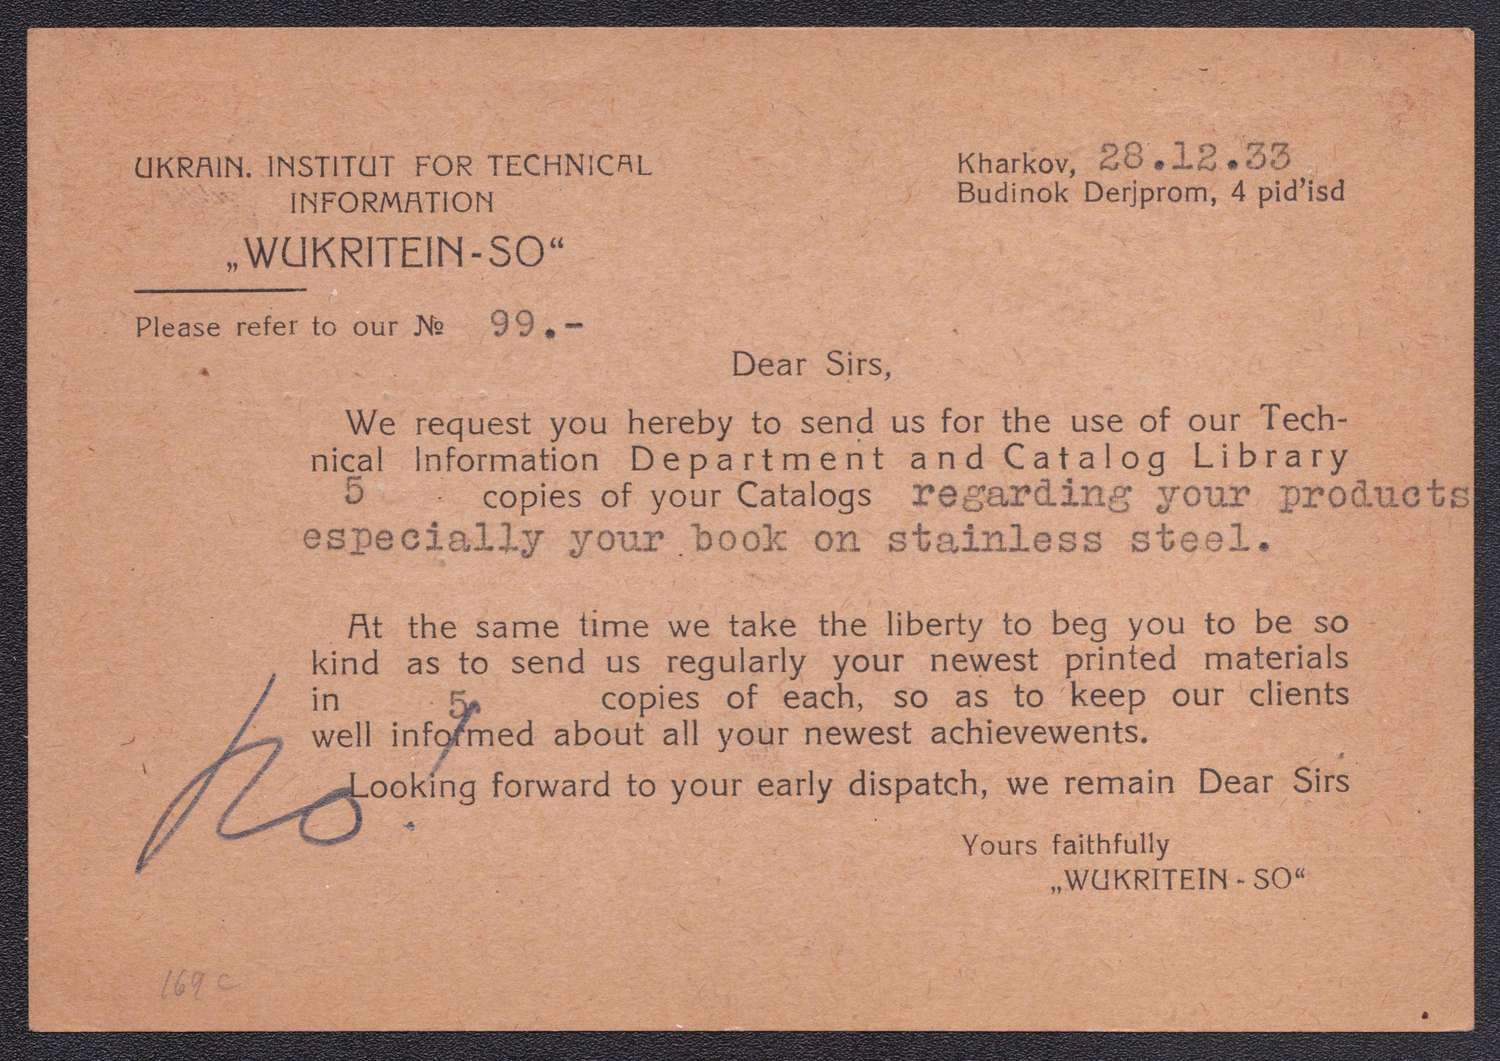 UKRAIN. INSTITUT FOR TECHNICAL
INFORMATION
„WUKRITEIN-SO“
Please refer to our № 99.-
Kharkov, 28.12.33
Budinok Derjprom, 4 pid'isd
Dear Sirs,
We request you hereby to send us for the use of our Tech-
nical Information Department and Catalog Library
5 copies of your Catalogs regarding your products
especially your book on stainless steel.
At the same time we take the liberty to beg you to be so
kind as to send us regularly your newest printed materials
in 5 copies of each, so as to keep our clients
well informed about all your newest achievewents.
Looking forward to your early dispatch, we remain Dear Sirs
Yours faithfully
„WUKRITEIN - SO“
No!
169 c